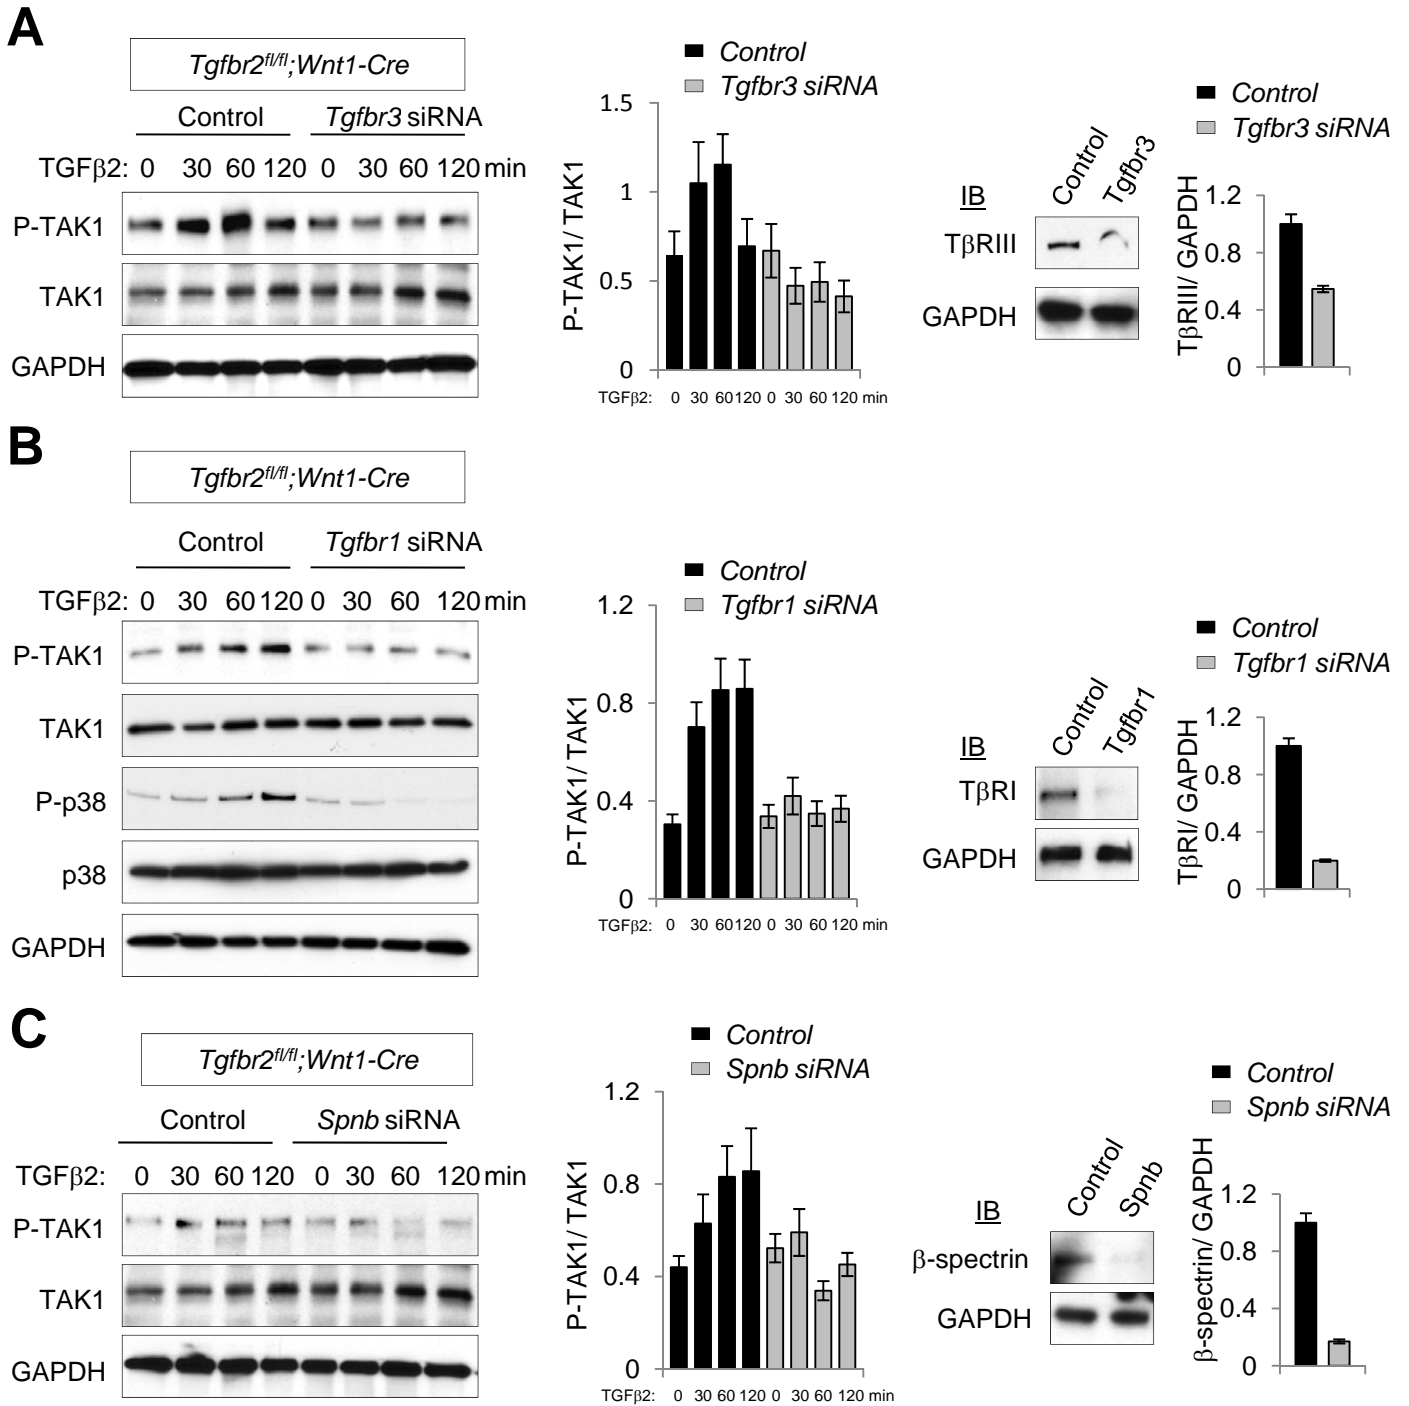 A
Tgfbr2fl/fl;Wnt1-Cre
Control Tgfbr3 siRNA
TGFβ2: 0 30 60 120 0 30 60 120 min
P-TAK1
TAK1
GAPDH
Control
Tgfbr3 siRNA
P-TAK1/ TAK1
1.5
1
0.5
0
TGFβ2: 0 30 60 120 0 30 60 120 min
IB
Control
Tgfbr3
TβRIII
GAPDH
Control
Tgfbr3 siRNA
TβRIII/ GAPDH
1.2
0.8
0.4
0
B
Tgfbr2fl/fl;Wnt1-Cre
Control Tgfbr1 siRNA
TGFβ2: 0 30 60 120 0 30 60 120 min
P-TAK1
TAK1
P-p38
p38
GAPDH
Control
Tgfbr1 siRNA
P-TAK1/ TAK1
1.2
0.8
0.4
0
TGFβ2: 0 30 60 120 0 30 60 120 min
IB
Control
Tgfbr1
TβRI
GAPDH
Control
Tgfbr1 siRNA
TβRI/ GAPDH
1.2
0.8
0.4
0
C
Tgfbr2fl/fl;Wnt1-Cre
Control Spnb siRNA
TGFβ2: 0 30 60 120 0 30 60 120 min
P-TAK1
TAK1
GAPDH
Control
Spnb siRNA
P-TAK1/ TAK1
1.2
0.8
0.4
0
TGFβ2: 0 30 60 120 0 30 60 120 min
IB
Control
Spnb
β-spectrin
GAPDH
Control
Spnb siRNA
β-spectrin/ GAPDH
1.2
0.8
0.4
0